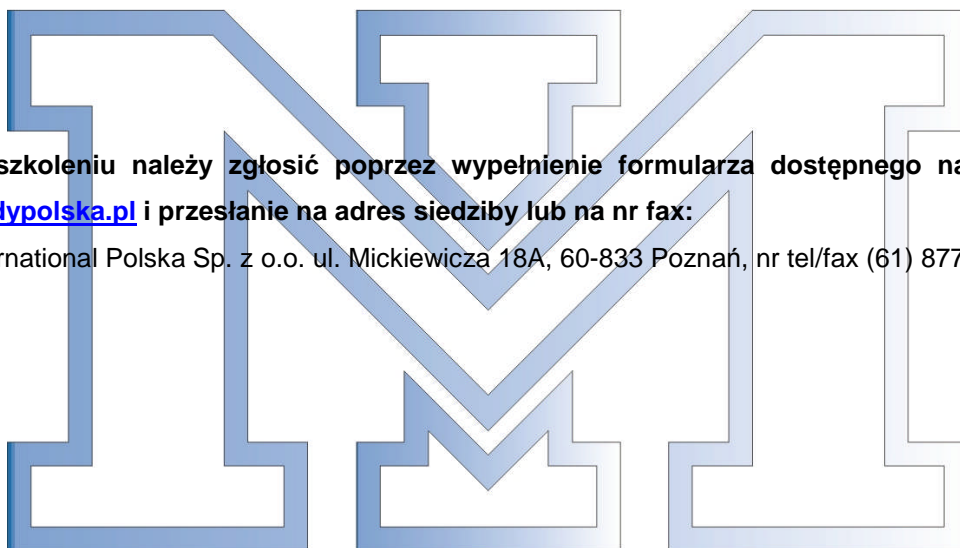 szkoleniu należy zgłosić poprzez wypełnienie formularza dostępnego na
dypolska.pl i przesłanie na adres siedziby lub na nr fax:
rnational Polska Sp. z o.o. ul. Mickiewicza 18A, 60-833 Poznań, nr tel/fax (61) 877